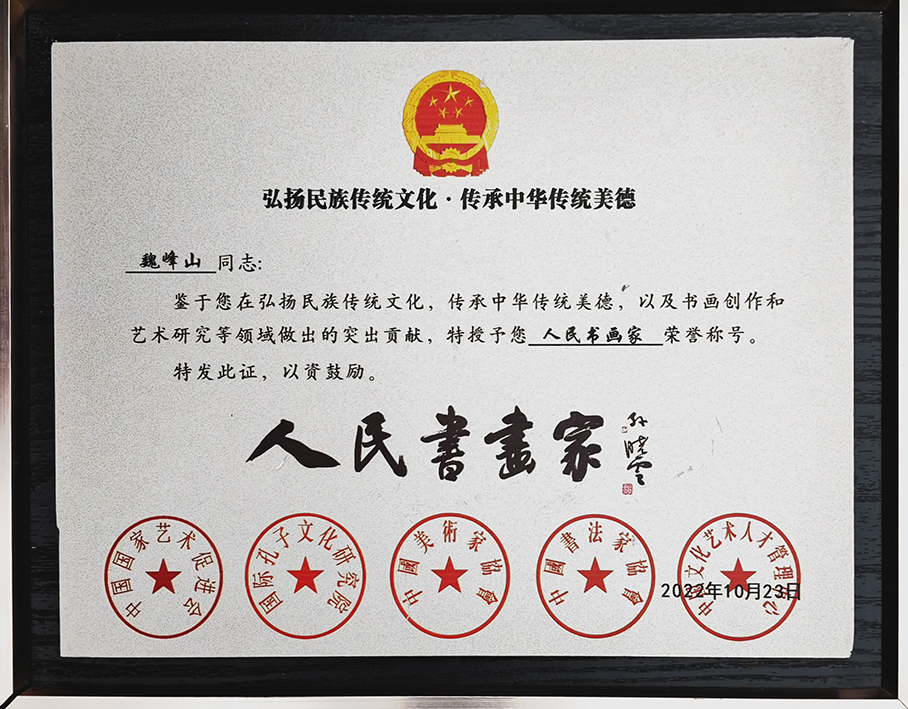 弘扬民族传统文化·传承中华传统美德
魏峰山 同志:
鉴于您在弘扬民族传统文化，传承中华传统美德，以及书画创作和
艺术研究等领域做出的突出贡献，特授予您 人民书画家 荣誉称号。
特发此证，以资鼓励。
人民書畫家
孙晓云
中国国家艺术促进会
国际孔子文化研究院
中國美術家協會
中國書法家協會
中国文化艺术人才管理中心
2022年10月23日